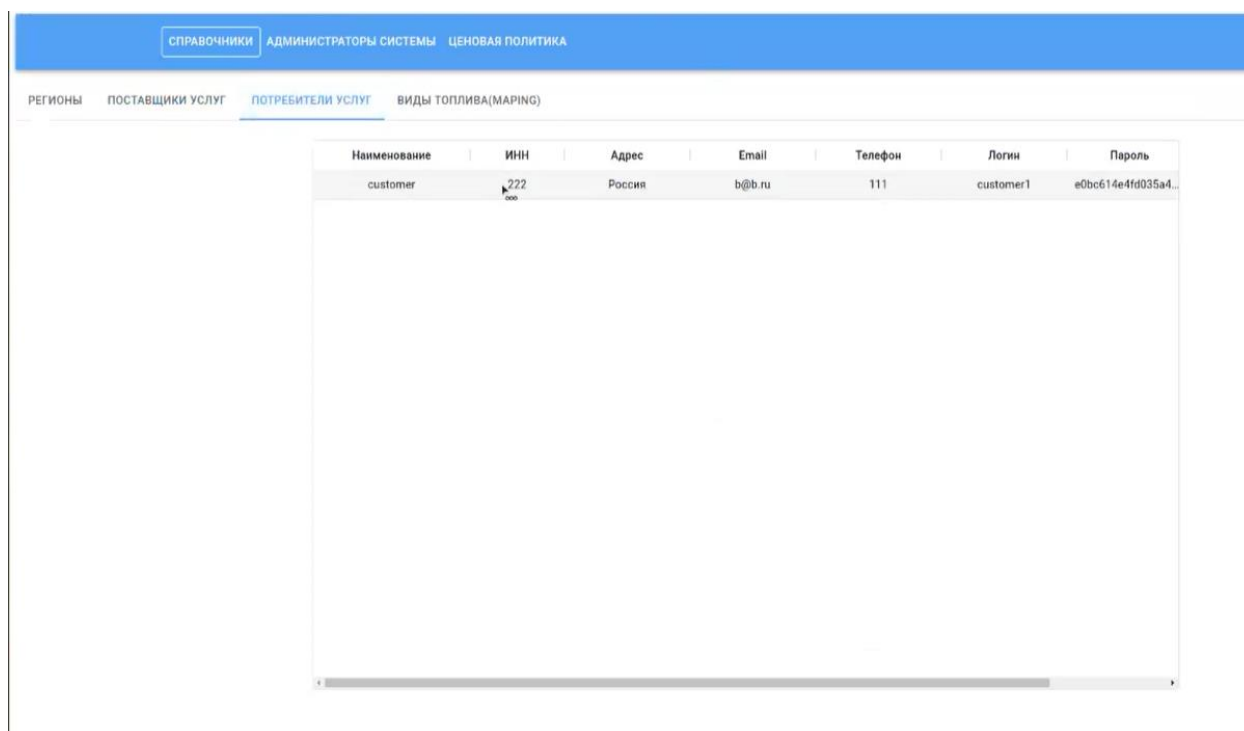 СПРАВОЧНИКИ АДМИНИСТРАТОРЫ СИСТЕМЫ ЦЕНОВАЯ ПОЛИТИКА
РЕГИОНЫ ПОСТАВЩИКИ УСЛУГ ПОТРЕБИТЕЛИ УСЛУГ ВИДЫ ТОПЛИВА(MAPING)
Наименование ИНН Адрес Email Телефон Логин Пароль
customer 222 Россия b@b.ru 111 customer1 e0bc614e4fd035a4...